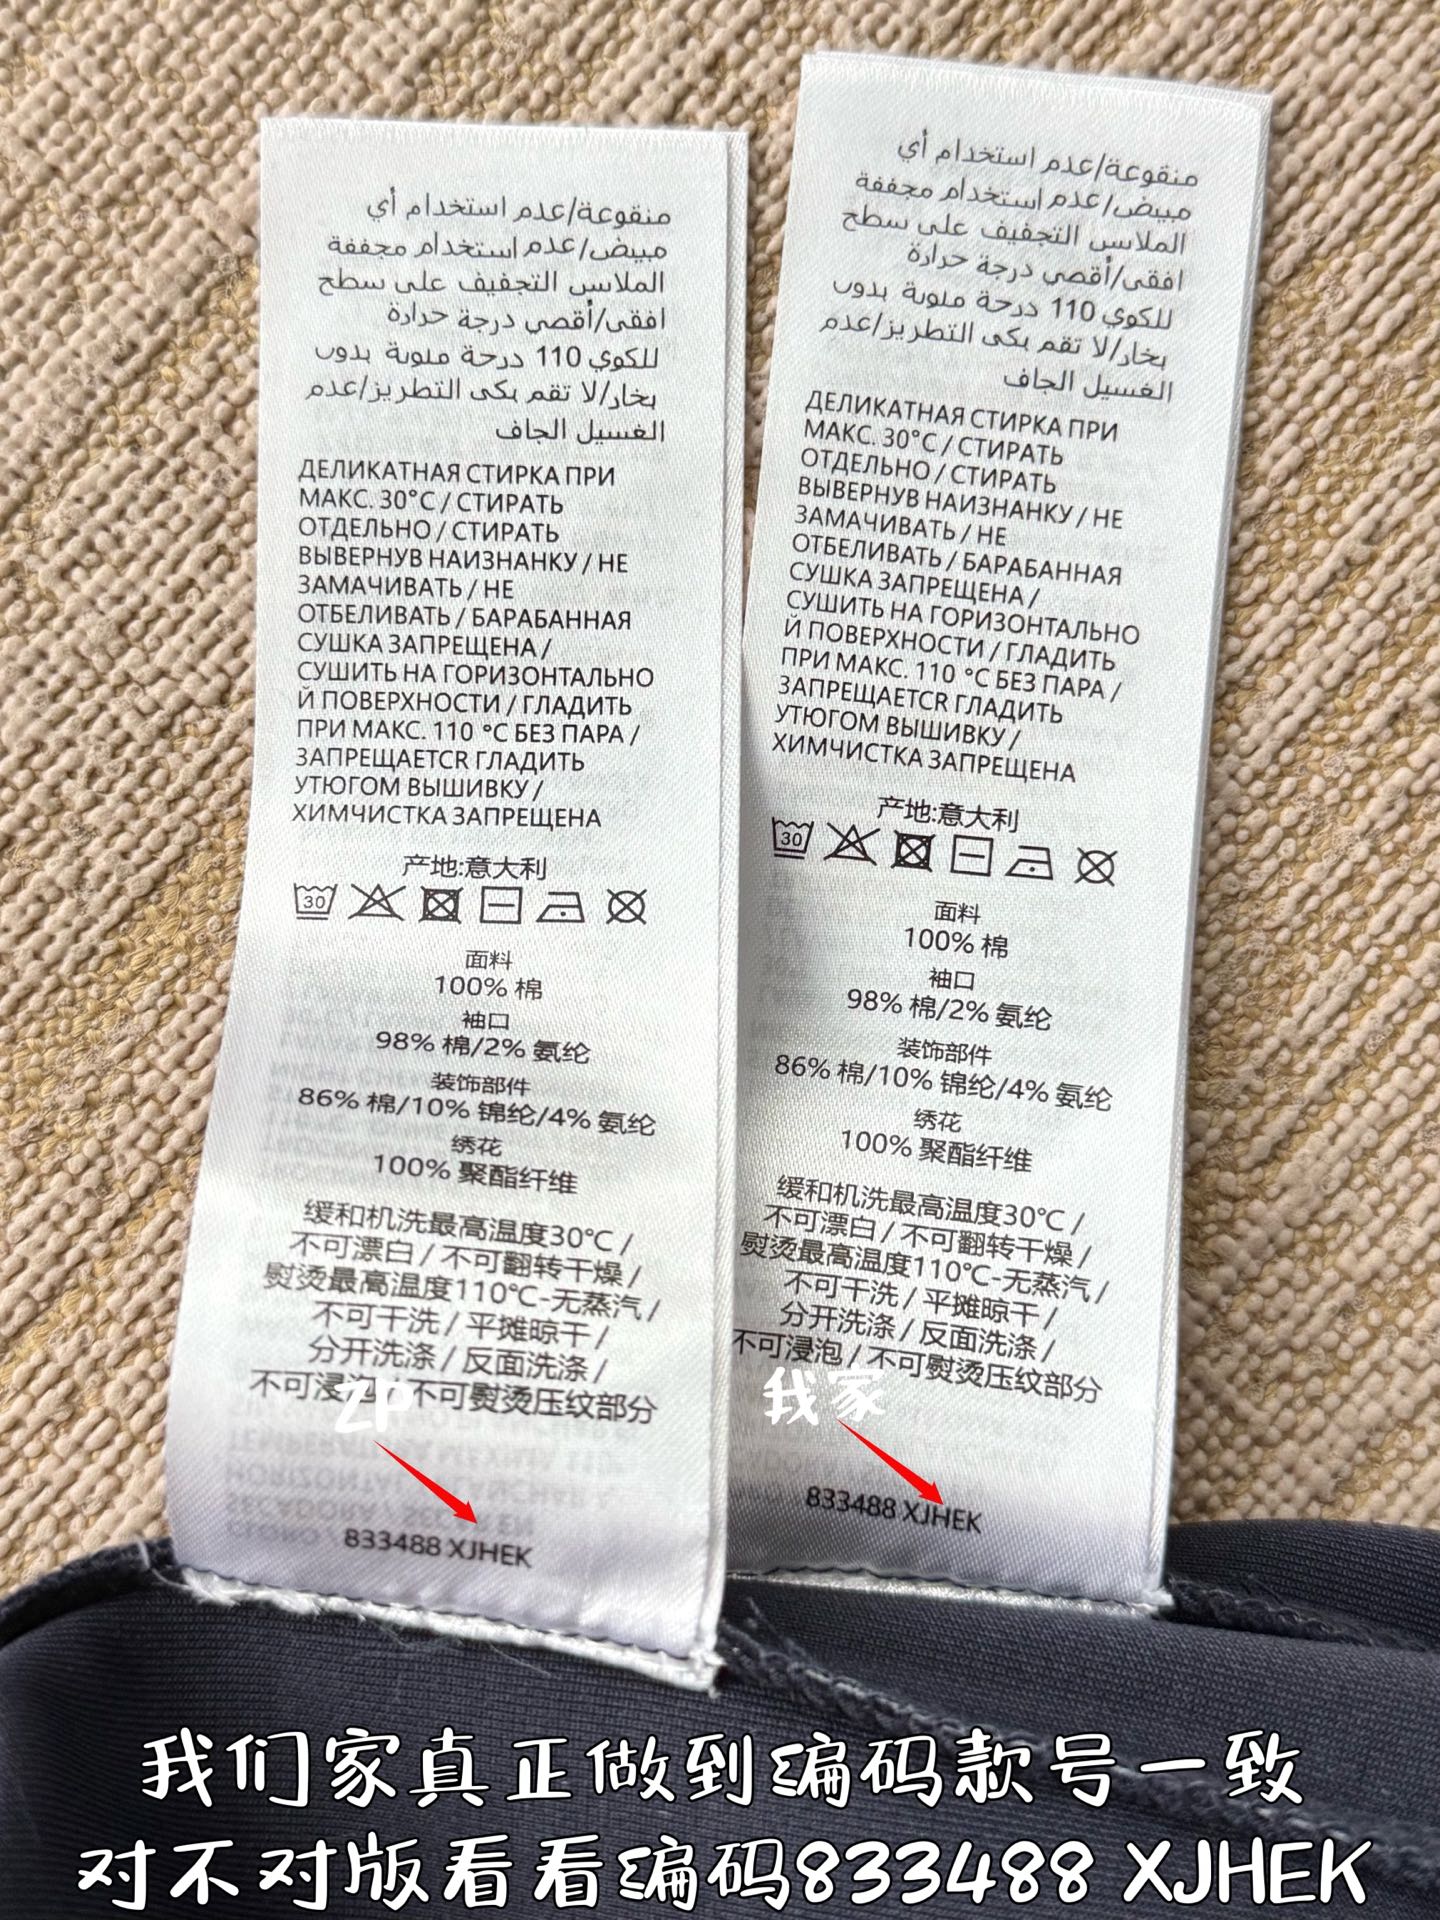 منقوعة/عدم استخدام أي
مبيض/عدم استخدام مجففة
الملابس التجفيف على سطح
افقى/أقصي درجة حرادة
للكوي 110 درجة مئوية بدون
بخار/لا تقم بكى التطريز/عدم
الغسيل الجاف
ДЕЛИКАТНАЯ СТИРКА ПРИ
МАКС. 30°C / СТИРАТЬ
ОТДЕЛЬНО / СТИРАТЬ
ВЫВЕРНУВ НАИЗНАНКУ / НЕ
ЗАМАЧИВАТЬ / НЕ
ОТБЕЛИВАТЬ / БАРАБАННАЯ
СУШКА ЗАПРЕЩЕНА /
СУШИТЬ НА ГОРИЗОНТАЛЬНО
Й ПОВЕРХНОСТИ / ГЛАДИТЬ
ПРИ МАКС. 110 °C БЕЗ ПАРА /
ЗАПРЕЩАЕТСR ГЛАДИТЬ
УТЮГОМ ВЫШИВКУ /
ХИМЧИСТКА ЗАПРЕЩЕНА
产地:意大利
30
面料
100% 棉
袖口
98% 棉/2% 氨纶
装饰部件
86% 棉/10% 锦纶/4% 氨纶
绣花
100% 聚酯纤维
缓和机洗最高温度30℃ /
不可漂白 / 不可翻转干燥 /
熨烫最高温度110℃-无蒸汽 /
不可干洗 / 平摊晾干 /
分开洗涤 / 反面洗涤 /
不可浸泡 / 不可熨烫压纹部分
ZP
833488 XJHEK
منقوعة/عدم استخدام أي
مبيض/عدم استخدام مجففة
الملابس التجفيف على سطح
افقى/أقصي درجة حرادة
للكوي 110 درجة مئوية بدون
بخار/لا تقم بكى التطريز/عدم
الغسيل الجاف
ДЕЛИКАТНАЯ СТИРКА ПРИ
МАКС. 30°C / СТИРАТЬ
ОТДЕЛЬНО / СТИРАТЬ
ВЫВЕРНУВ НАИЗНАНКУ / НЕ
ЗАМАЧИВАТЬ / НЕ
ОТБЕЛИВАТЬ / БАРАБАННАЯ
СУШКА ЗАПРЕЩЕНА /
СУШИТЬ НА ГОРИЗОНТАЛЬНО
Й ПОВЕРХНОСТИ / ГЛАДИТЬ
ПРИ МАКС. 110 °C БЕЗ ПАРА /
ЗАПРЕЩАЕТСR ГЛАДИТЬ
УТЮГОМ ВЫШИВКУ /
ХИМЧИСТКА ЗАПРЕЩЕНА
产地:意大利
30
面料
100% 棉
袖口
98% 棉/2% 氨纶
装饰部件
86% 棉/10% 锦纶/4% 氨纶
绣花
100% 聚酯纤维
缓和机洗最高温度30℃ /
不可漂白 / 不可翻转干燥 /
熨烫最高温度110℃-无蒸汽 /
不可干洗 / 平摊晾干 /
分开洗涤 / 反面洗涤 /
不可浸泡 / 不可熨烫压纹部分
我家
833488 XJHEK
我们家真正做到编码款号一致
对不对版看看编码833488 XJHEK